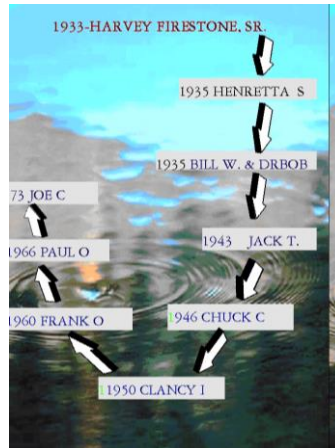 1933-HARVEY FIRESTONE, SR.
1935 HENRETTA S
1935 BILL W. & DRBOB
1943 JACK T.
1946 CHUCK C
11950 CLANCY I
1960 FRANK O
1966 PAUL O
73 JOE C